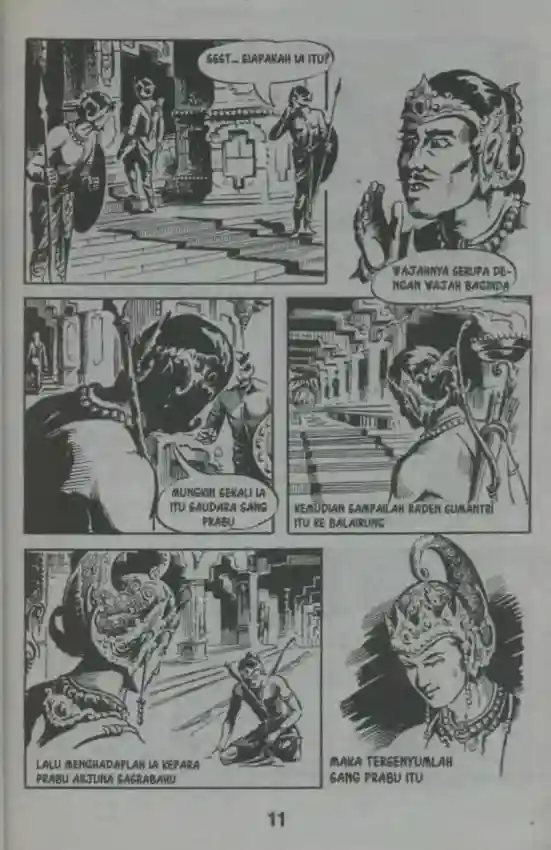 SSST... SIAPAKAH IA ITU?
WAJAHNYA SERUPA DE-
NGAN WAJAH BAGINDA
MUNGKIN SEKALI IA
ITU SAUDARA SANG
PRABU
KEMUDIAN SAMPAILAH RADEN SUMANTRI
ITU KE BALAIRUNG
LALU MENGHADAPLAH IA KEPADA
PRABU ARJUNA SASRABAHU
MAKA TERSENYUMLAH
SANG PRABU ITU
11